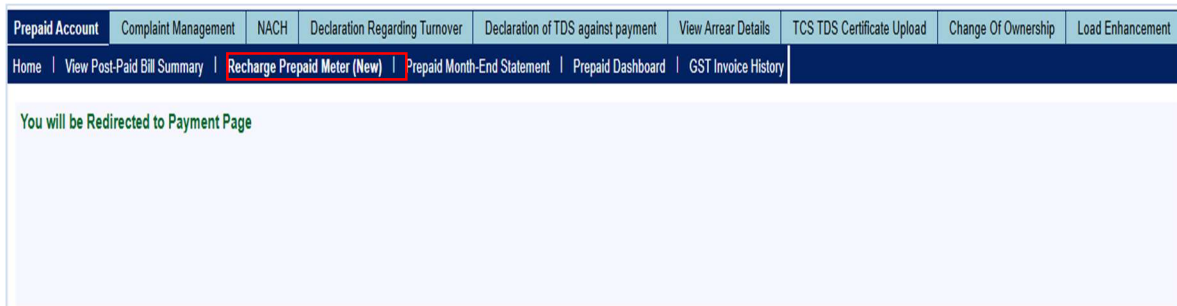 Prepaid Account Complaint Management NACH Declaration Regarding Turnover Declaration of TDS against payment View Arrear Details TCS TDS Certificate Upload Change Of Ownership Load Enhancement
Home | View Post-Paid Bill Summary | Recharge Prepaid Meter (New) | Prepaid Month-End Statement | Prepaid Dashboard | GST Invoice History
You will be Redirected to Payment Page